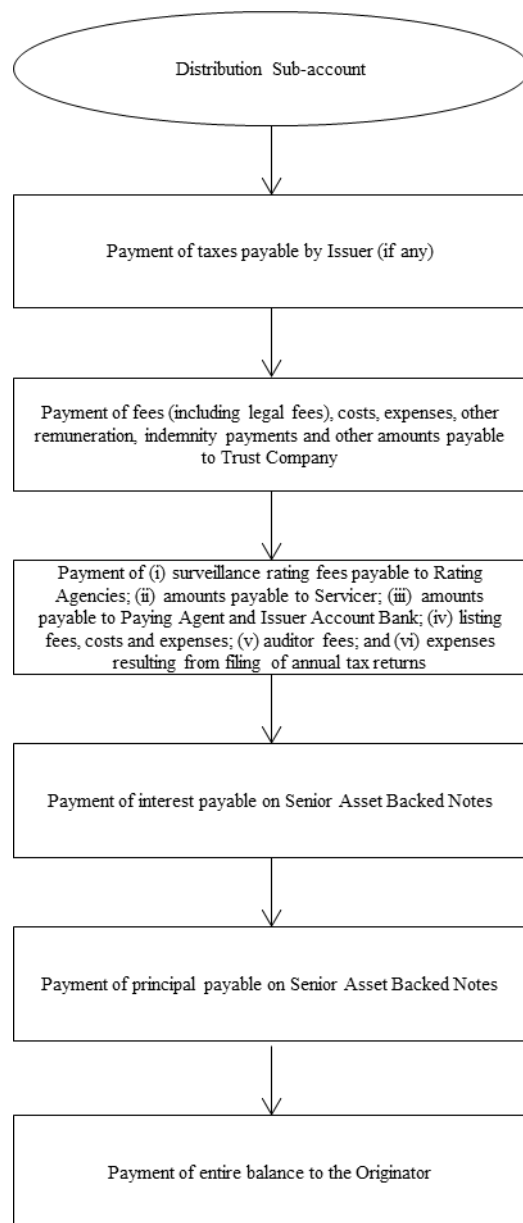 Distribution Sub-account
Payment of taxes payable by Issuer (if any)
Payment of fees (including legal fees), costs, expenses, other
remuneration, indemnity payments and other amounts payable
to Trust Company
Payment of (i) surveillance rating fees payable to Rating
Agencies; (ii) amounts payable to Servicer; (iii) amounts
payable to Paying Agent and Issuer Account Bank; (iv) listing
fees, costs and expenses; (v) auditor fees; and (vi) expenses
resulting from filing of annual tax returns
Payment of interest payable on Senior Asset Backed Notes
Payment of principal payable on Senior Asset Backed Notes
Payment of entire balance to the Originator